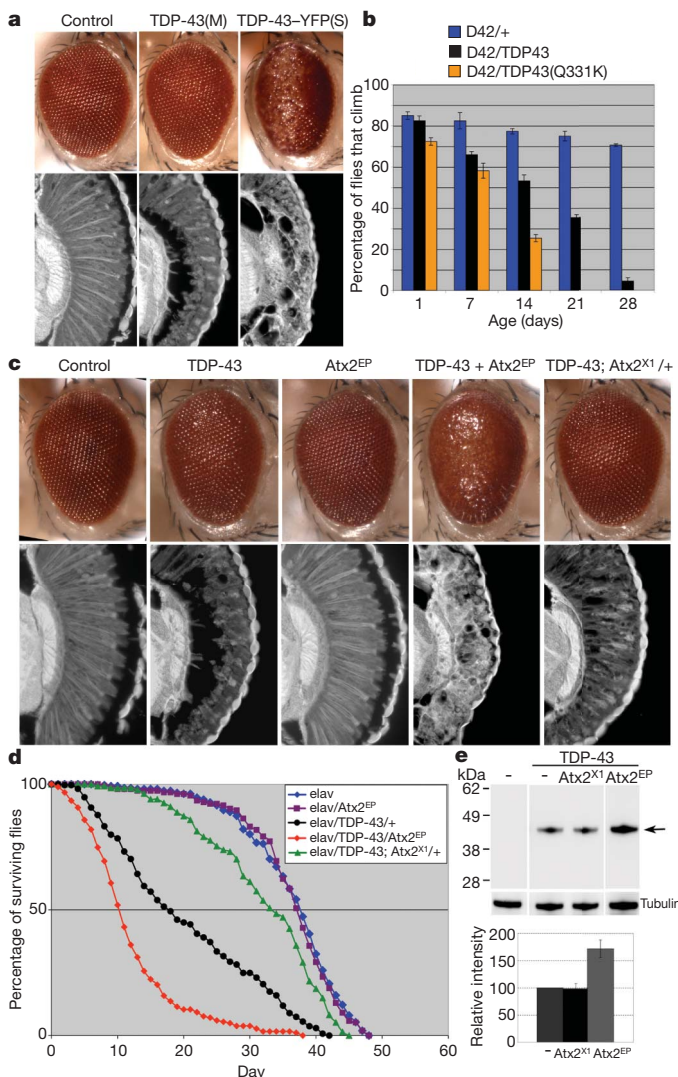 a
Control TDP-43(M) TDP-43–YFP(S)
b
D42/+
D42/TDP43
D42/TDP43(Q331K)
Percentage of flies that climb
100
80
60
40
20
0
1 7 14 21 28
Age (days)
c
Control TDP-43 Atx2EP TDP-43 + Atx2EP TDP-43; Atx2X1/+
d
Percentage of surviving flies
100
50
0
0 10 20 30 40 50 60
Day
elav
elav/Atx2EP
elav/TDP-43/+
elav/TDP-43/Atx2EP
elav/TDP-43; Atx2X1/+
e
TDP-43
kDa - - Atx2X1 Atx2EP
62
49
38
28
Tubulin
Relative intensity
200
150
100
50
0
– Atx2X1 Atx2EP